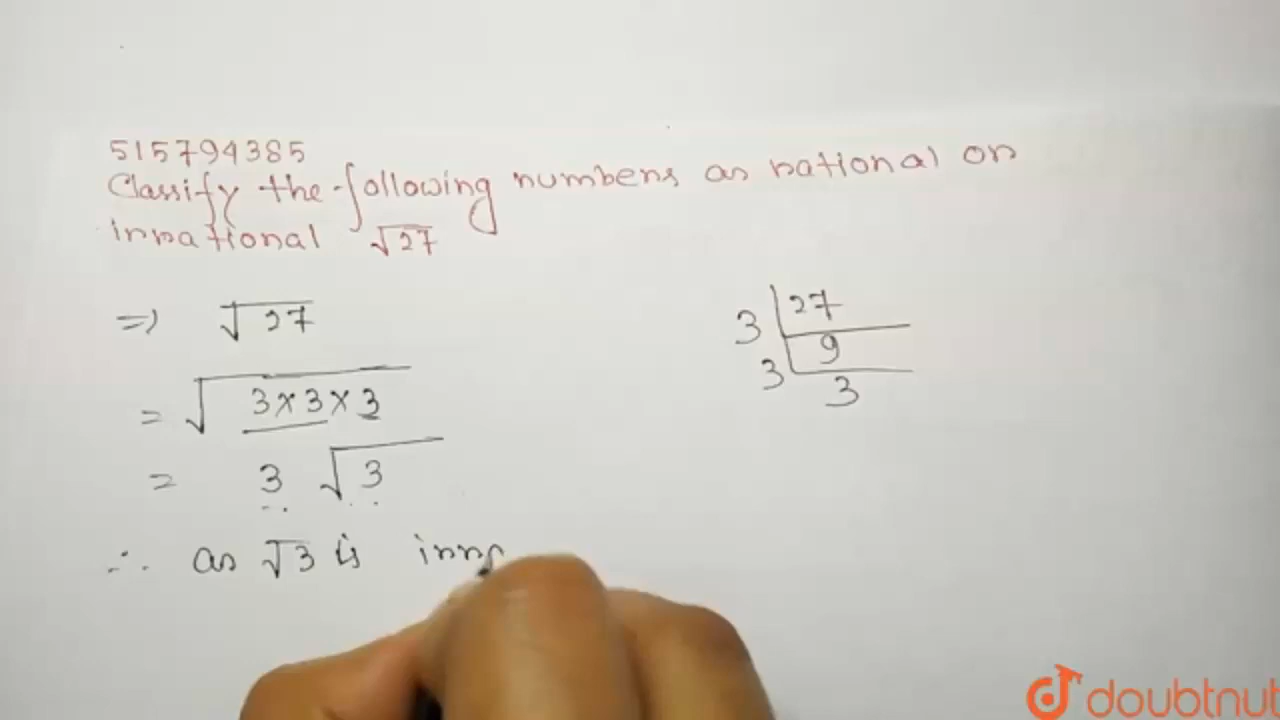 515794385
Classify the following numbers as rational or
irrational √27
=> √27
= √3×3×3
= 3 √3
∴ as √3 is irr
3 | 27
3 | 9
3
doubtnut